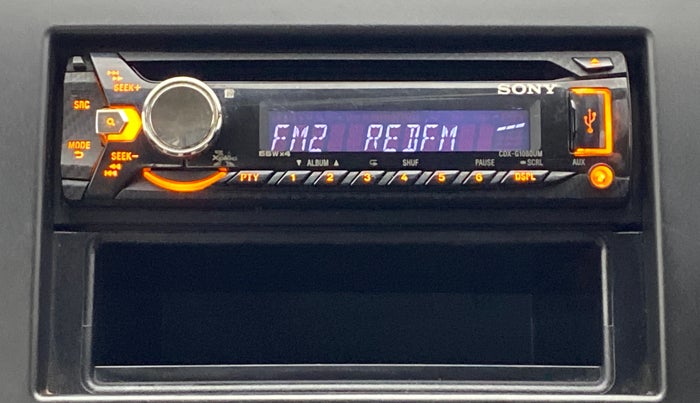 SEEK+
SRC
MODE
SEEK-
SONY
FM2 REDFM ---
55W×4
ALBUM
SHUF
PAUSE
SCRL
CDX-G1080UM
AUX
PTY 1 2 3 4 5 6 DSPL